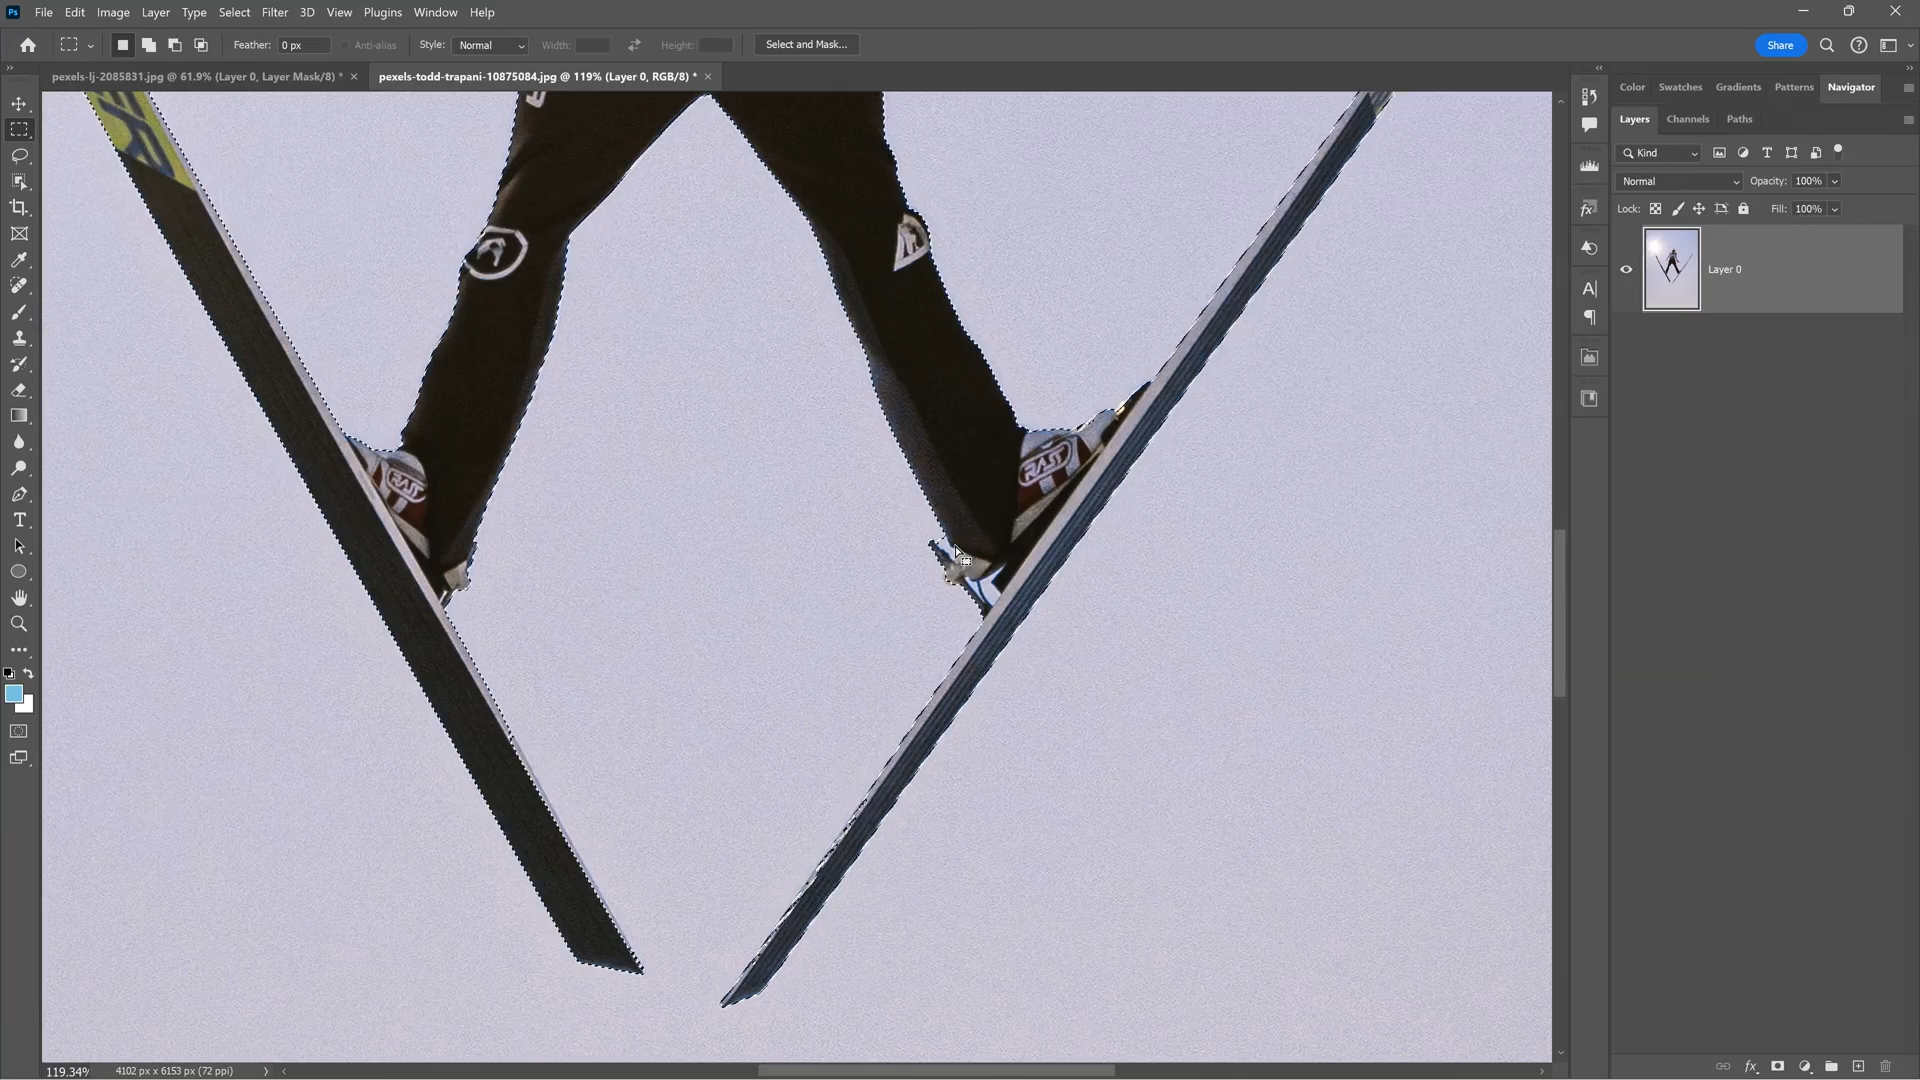 Ps File Edit Image Layer Type Select Filter 3D View Plugins Window Help
Feather: 0 px Anti-alias Style: Normal Width: Height: Select and Mask... Share
pexels-lj-2085831.jpg @ 61.9% (Layer 0, Layer Mask/8) * × pexels-todd-trapani-10875084.jpg @ 119% (Layer 0, RGB/8) * ×
Color Swatches Gradients Patterns Navigator
Layers Channels Paths
Kind
Normal Opacity: 100%
Lock: Fill: 100%
Layer 0
RASS
RASS
119.34% 4102 px x 6153 px (72 ppi)